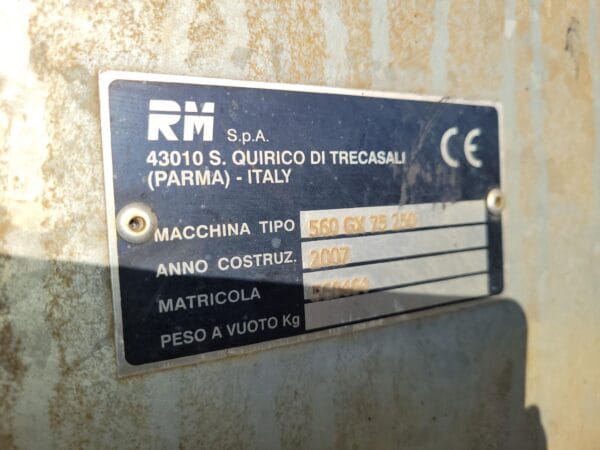 RM S.p.A.
43010 S. QUIRICO DI TRECASALI
(PARMA) - ITALY
CE
MACCHINA TIPO 560 GX 75 250
ANNO COSTRUZ. 2007
MATRICOLA
PESO A VUOTO Kg